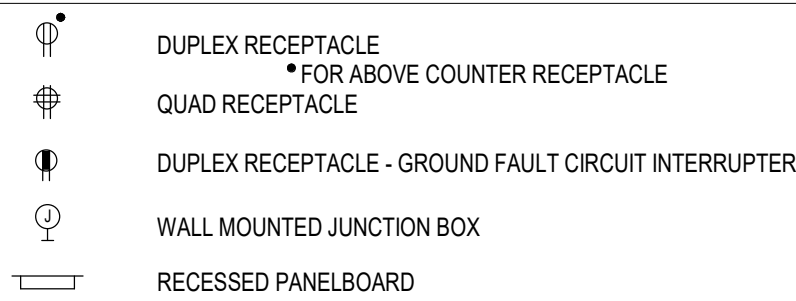 DUPLEX RECEPTACLE
• FOR ABOVE COUNTER RECEPTACLE
QUAD RECEPTACLE
DUPLEX RECEPTACLE - GROUND FAULT CIRCUIT INTERRUPTER
J
WALL MOUNTED JUNCTION BOX
RECESSED PANELBOARD